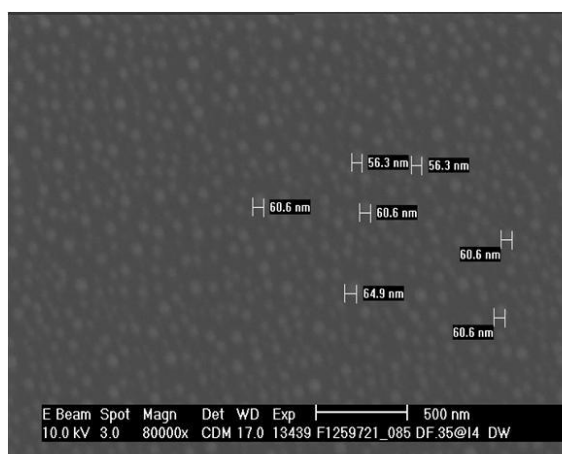 56.3 nm
56.3 nm
60.6 nm
60.6 nm
60.6 nm
64.9 nm
60.6 nm
E Beam Spot Magn Det WD Exp 500 nm
10.0 kV 3.0 80000x CDM 17.0 13439 F1259721_085 DF.35@I4 DW